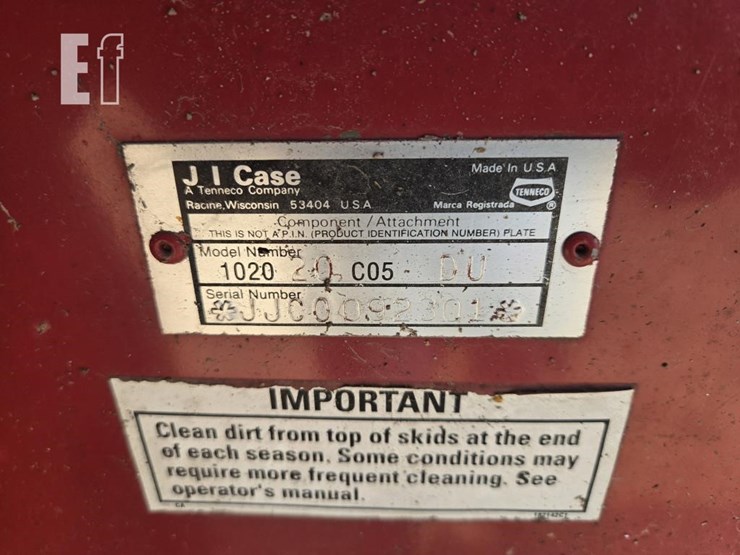 Ef
J I Case
A Tenneco Company
Racine, Wisconsin 53404 U.S.A
Made in U.S.A
TENNECO
Marca Registrada ®
Component / Attachment
THIS IS NOT A P.I.N. (PRODUCT IDENTIFICATION NUMBER) PLATE
Model Number
1020 20 C05 - DU
Serial Number
JJC0092301
IMPORTANT
Clean dirt from top of skids at the end
of each season. Some conditions may
require more frequent cleaning. See
operator's manual.